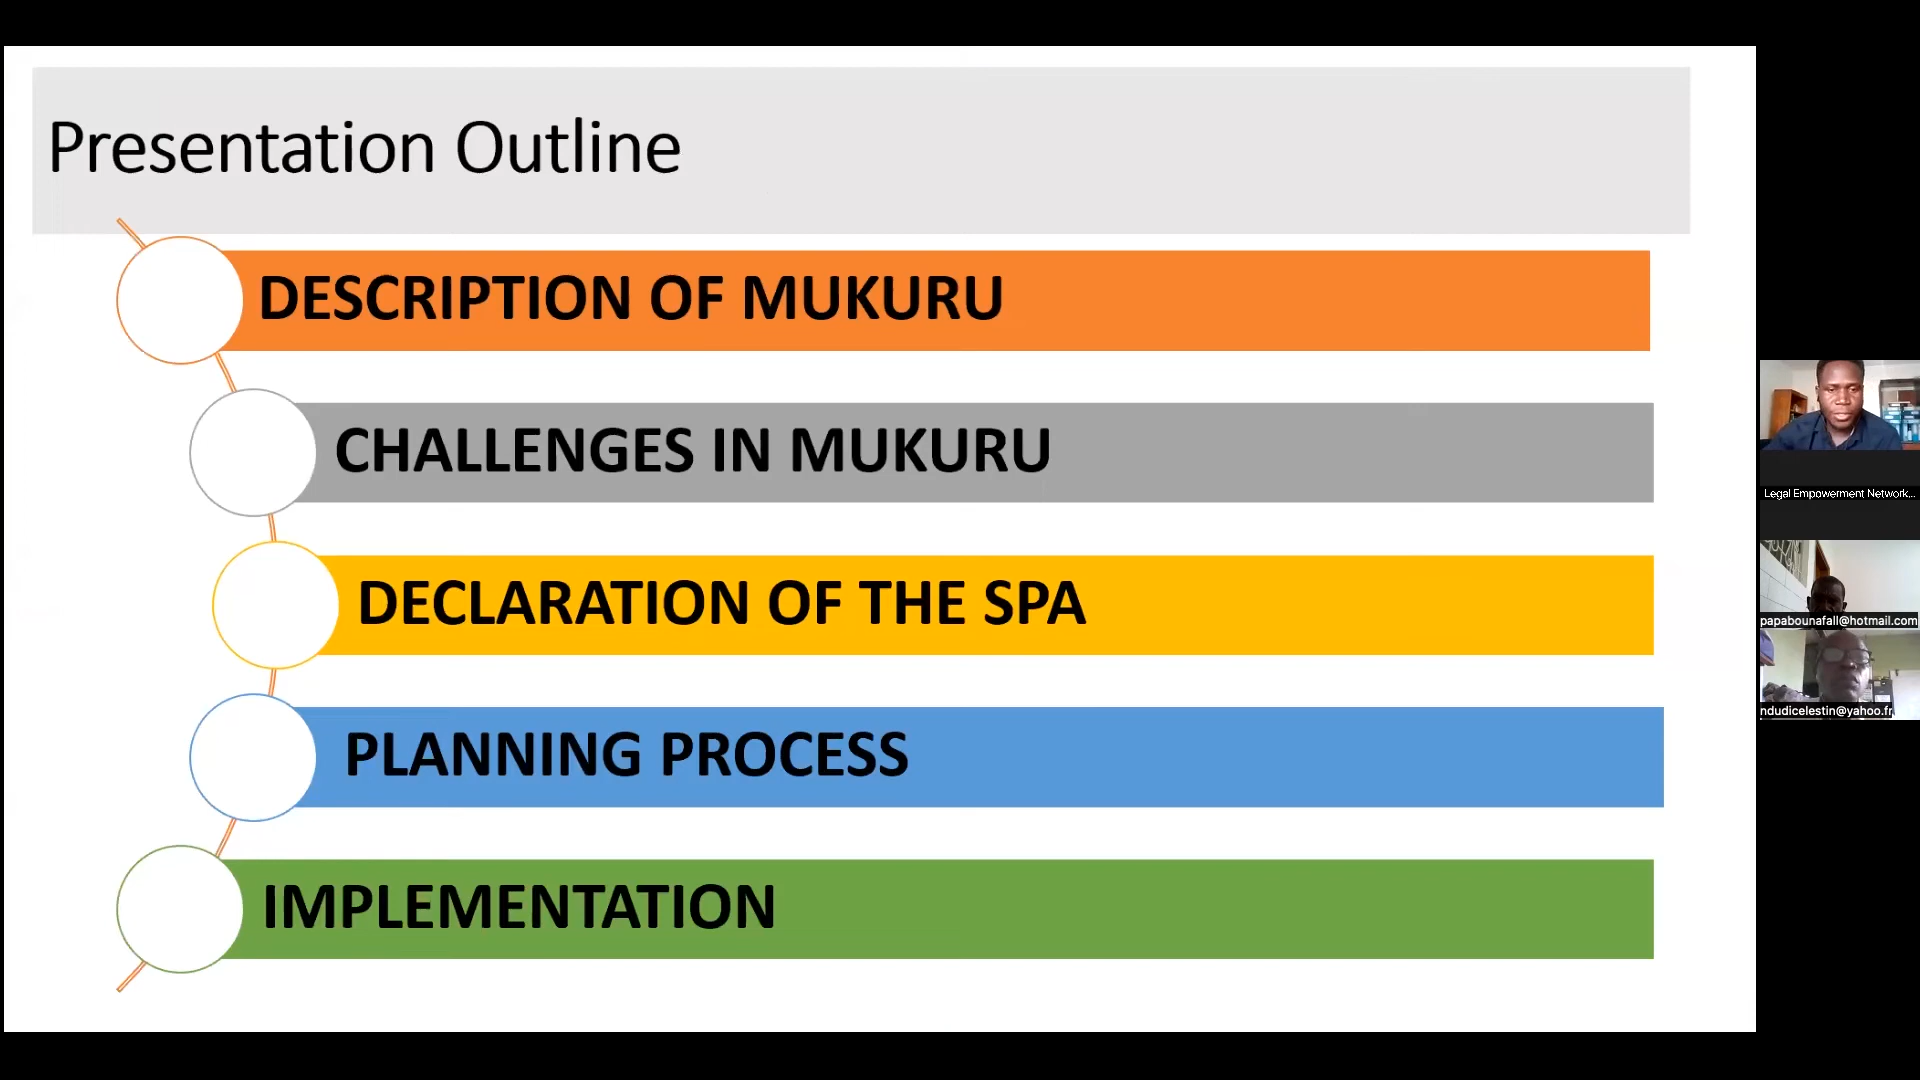 Presentation Outline
DESCRIPTION OF MUKURU
CHALLENGES IN MUKURU
DECLARATION OF THE SPA
PLANNING PROCESS
IMPLEMENTATION
Legal Empowerment Network...
papabounafall@hotmail.com
ndudicelestin@yahoo.fr